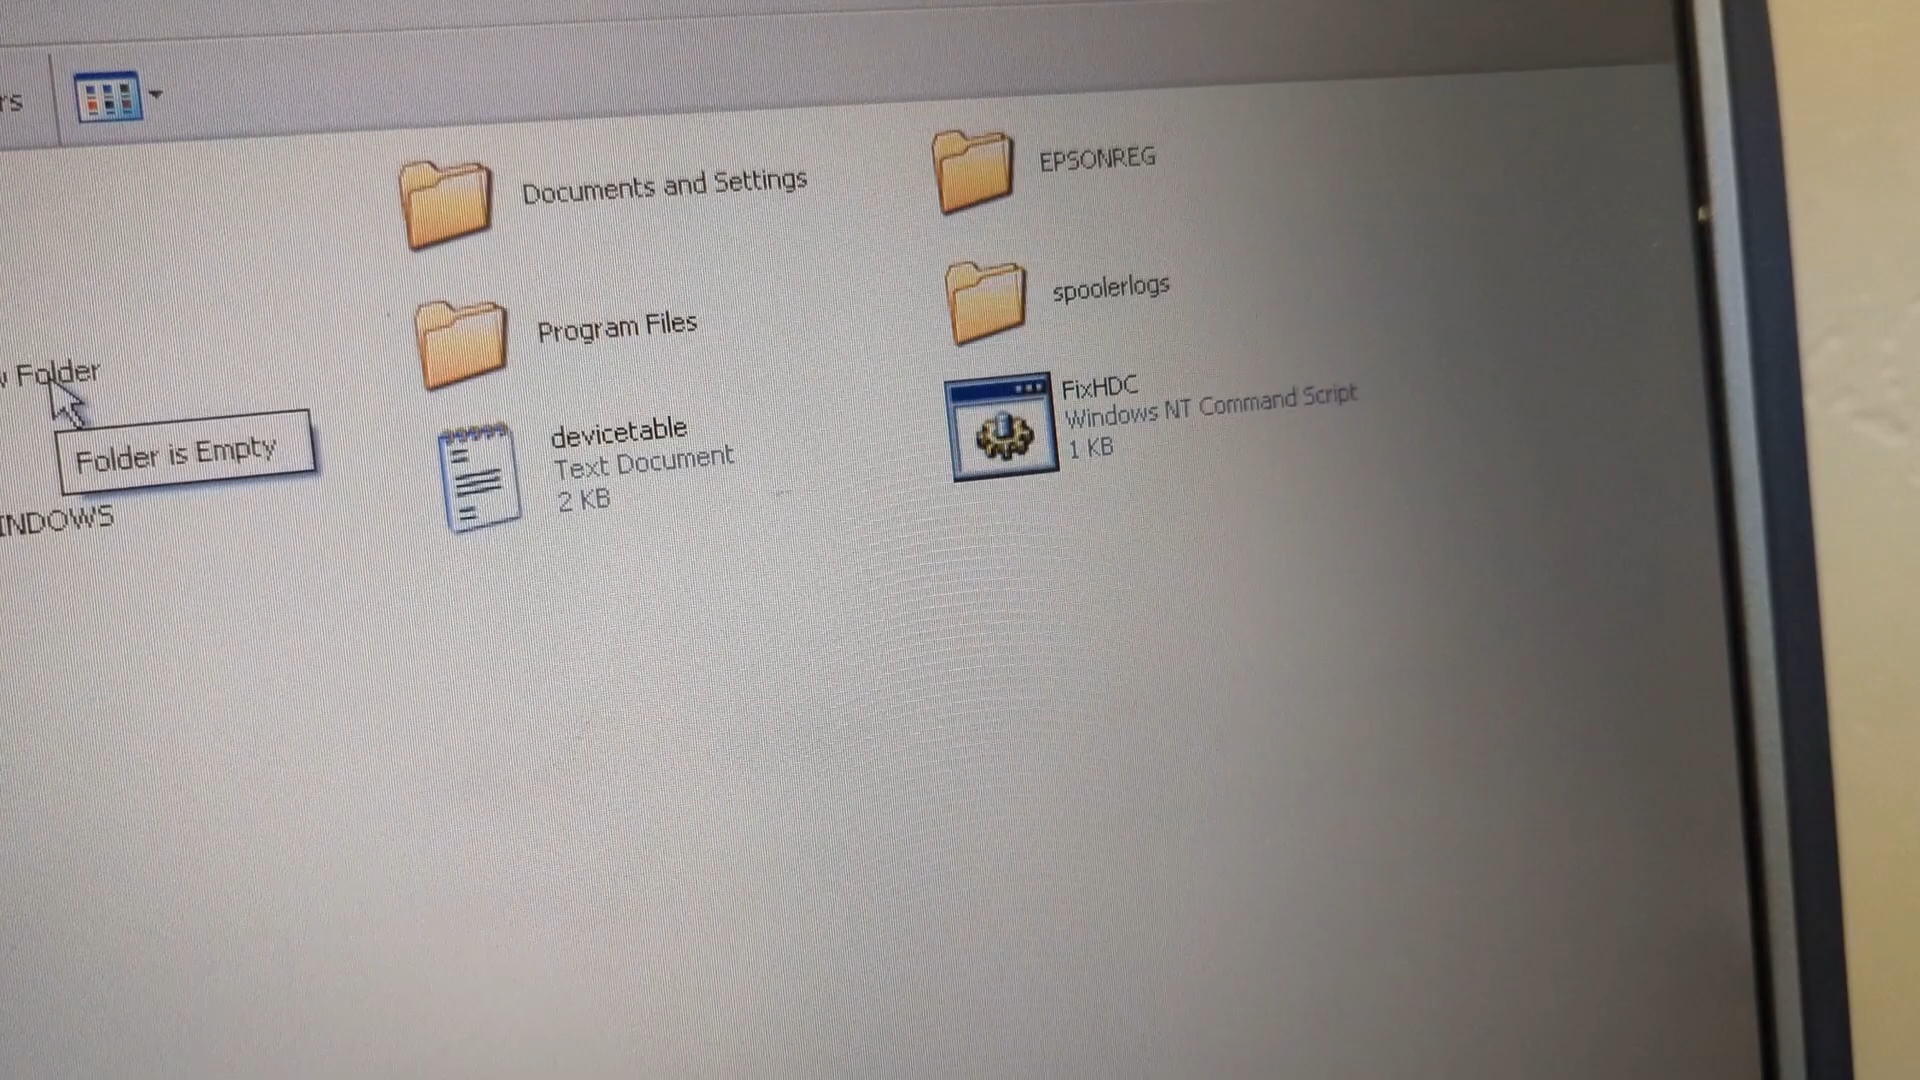 rs
Documents and Settings
EPSONREG
Program Files
spoolerlogs
Folder
Folder is Empty
devicetable
Text Document
2 KB
FixHDC
Windows NT Command Script
1 KB
INDOWS